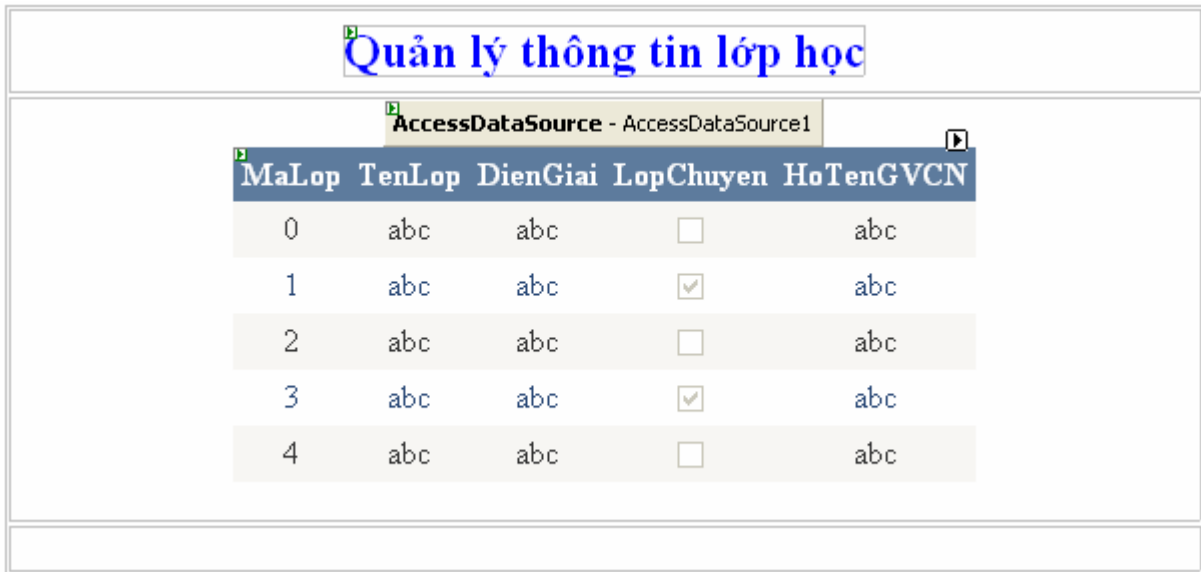 Quản lý thông tin lớp học
AccessDataSource - AccessDataSource1
MaLop TenLop DienGiai LopChuyen HoTenGVCN
0 abc abc abc
1 abc abc abc
2 abc abc abc
3 abc abc abc
4 abc abc abc